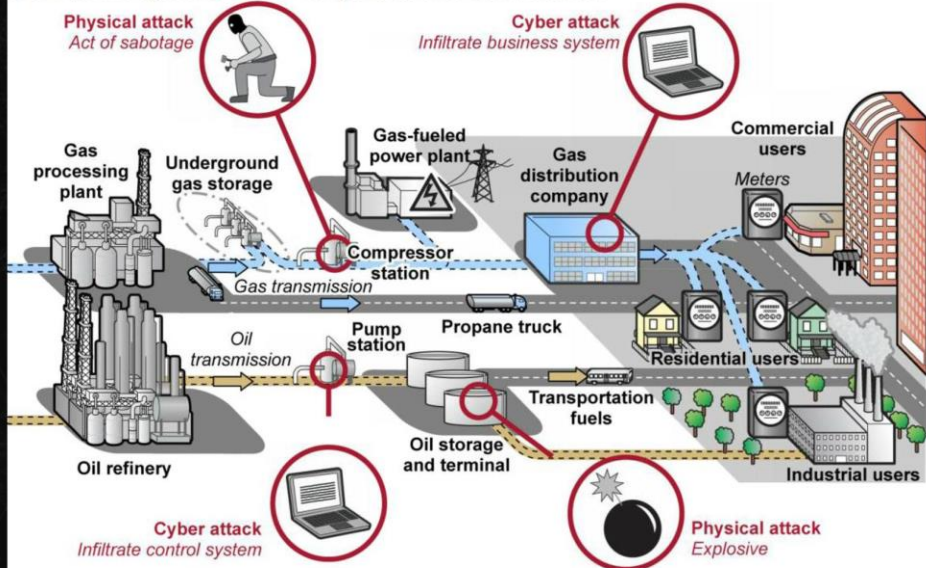 Physical attack
Act of sabotage
Cyber attack
Infiltrate business system
Gas
processing
plant
Underground
gas storage
Gas-fueled
power plant
Gas
distribution
company
Commercial
users
Meters
Compressor
station
Gas transmission
Propane truck
Residential users
Oil
transmission
Pump
station
Transportation
fuels
Oil refinery
Oil storage
and terminal
Industrial users
Cyber attack
Infiltrate control system
Physical attack
Explosive